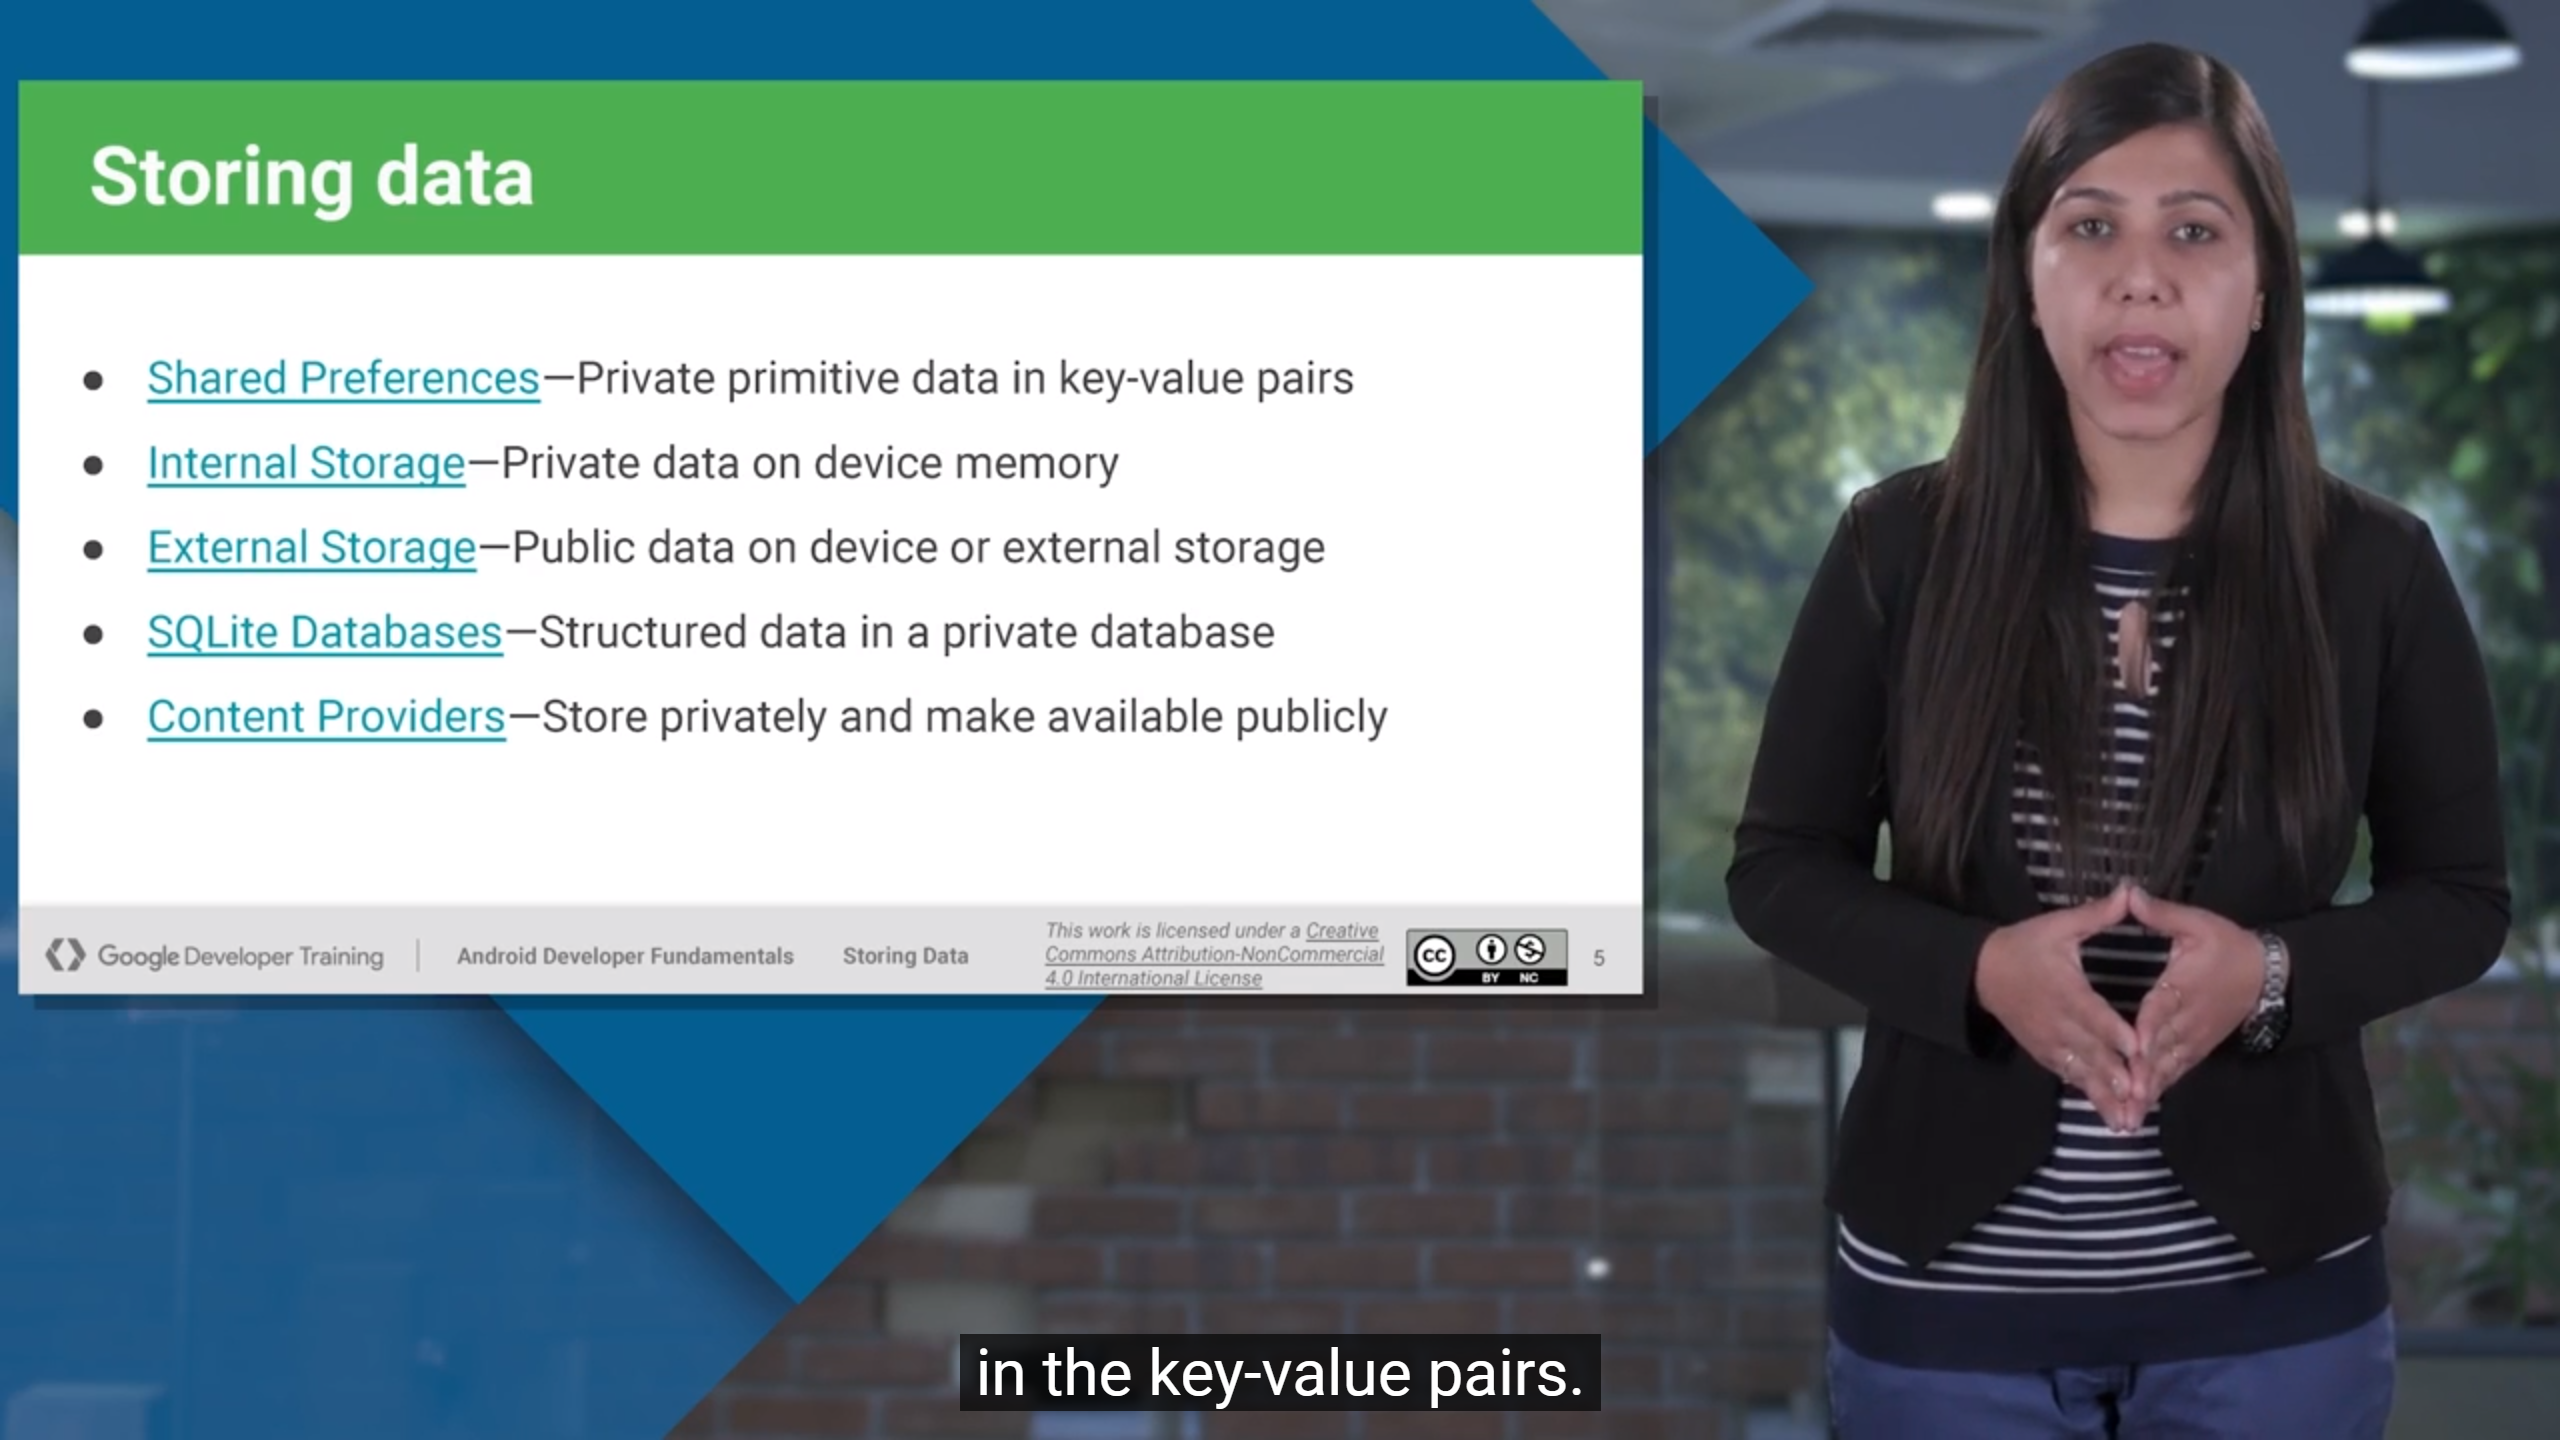 Storing data
● Shared Preferences—Private primitive data in key-value pairs
● Internal Storage—Private data on device memory
● External Storage—Public data on device or external storage
● SQLite Databases—Structured data in a private database
● Content Providers—Store privately and make available publicly
Google Developer Training Android Developer Fundamentals Storing Data
This work is licensed under a Creative
Commons Attribution-NonCommercial
4.0 International License
CC BY NC
5
in the key-value pairs.